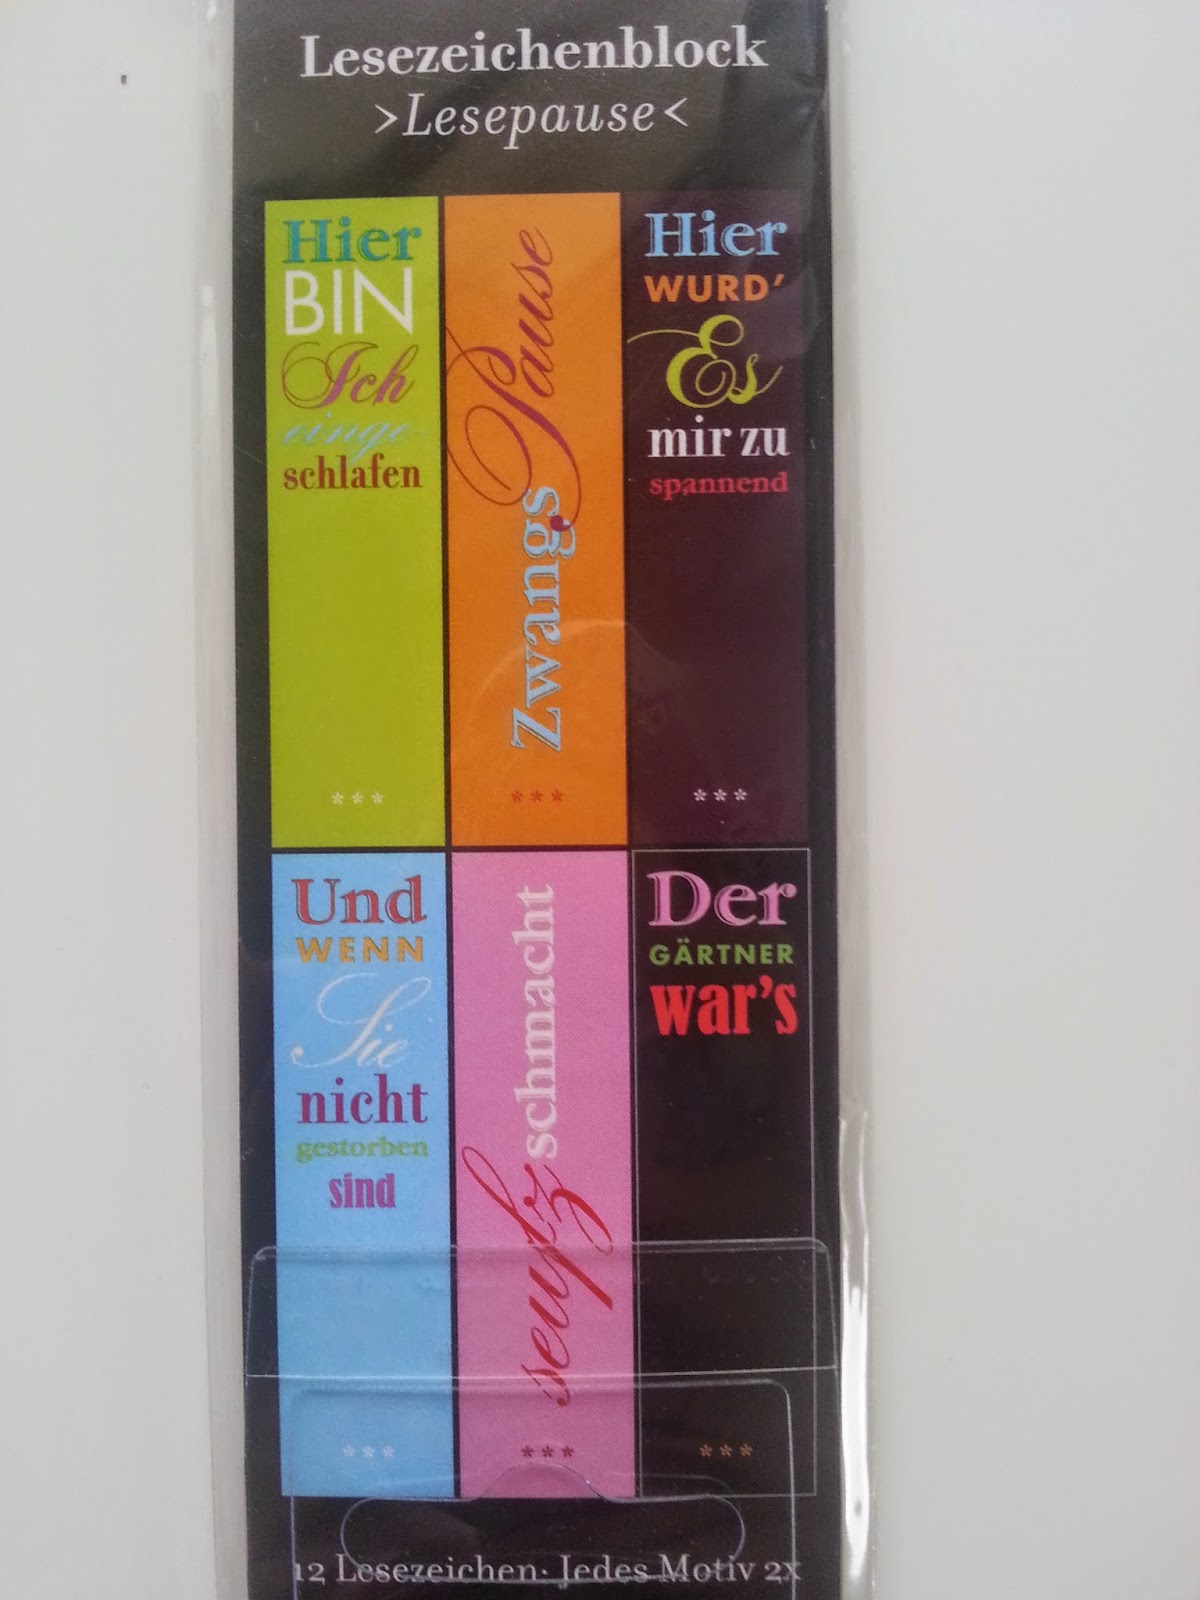 Lesezeichenblock
>Lesepause<
Hier
BIN
Ich
einge-
schlafen
***
Zwangs
Pause
***
Hier
WURD’
Es
mir zu
spannend
***
Und
WENN
Sie
nicht
gestorben
sind
***
seufz
schmacht
***
Der
GÄRTNER
war’s
***
12 Lesezeichen · Jedes Motiv 2x